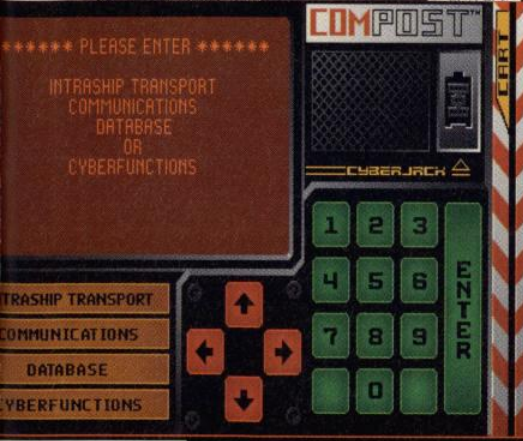 ****** PLEASE ENTER ******
INTRASHIP TRANSPORT
COMMUNICATIONS
DATABASE
OR
CYBERFUNCTIONS
COMPOST™
CART
CYBERJACK
1 2 3
4 5 6
7 8 9
0
ENTER
NTRASHIP TRANSPORT
COMMUNICATIONS
DATABASE
YBERFUNCTIONS